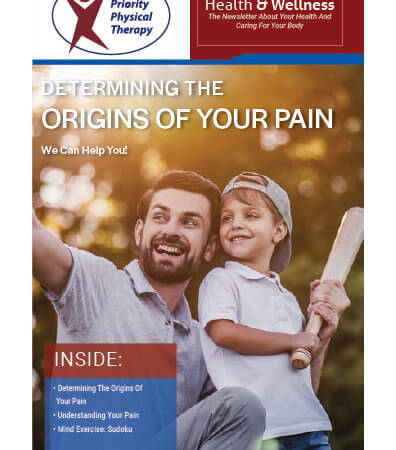 Priority
Physical
Therapy
Health & Wellness
The Newsletter About Your Health And
Caring For Your Body
DETERMINING THE
ORIGINS OF YOUR PAIN
We Can Help You!
INSIDE:
• Determining The Origins Of
Your Pain
• Understanding Your Pain
• Mind Exercise: Sudoku